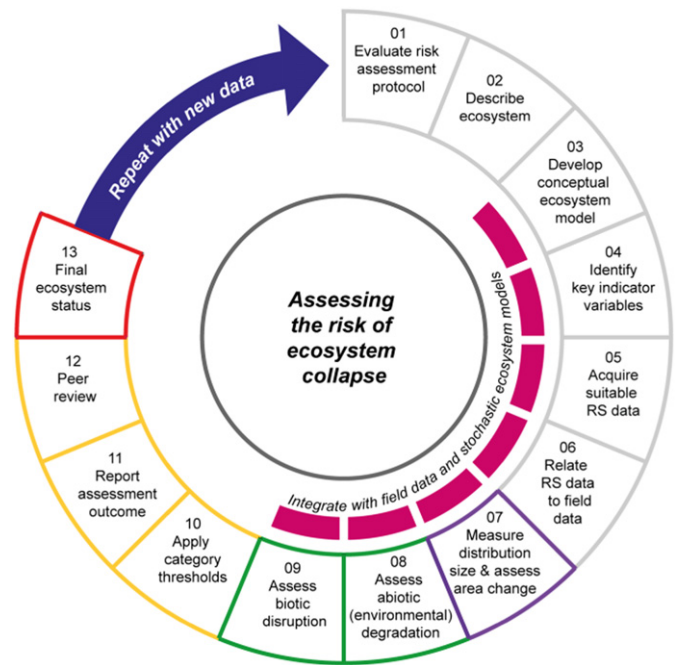 01
Evaluate risk
assessment
protocol
02
Describe
ecosystem
03
Develop
conceptual
ecosystem
model
04
Identify
key indicator
variables
05
Acquire
suitable
RS data
06
Relate
RS data
to field
data
07
Measure
distribution
size & assess
area change
08
Assess
abiotic
(environmental)
degradation
09
Assess
biotic
disruption
10
Apply
category
thresholds
11
Report
assessment
outcome
12
Peer
review
13
Final
ecosystem
status
Repeat with new data
Integrate with field data and stochastic ecosystem models
Assessing
the risk of
ecosystem
collapse